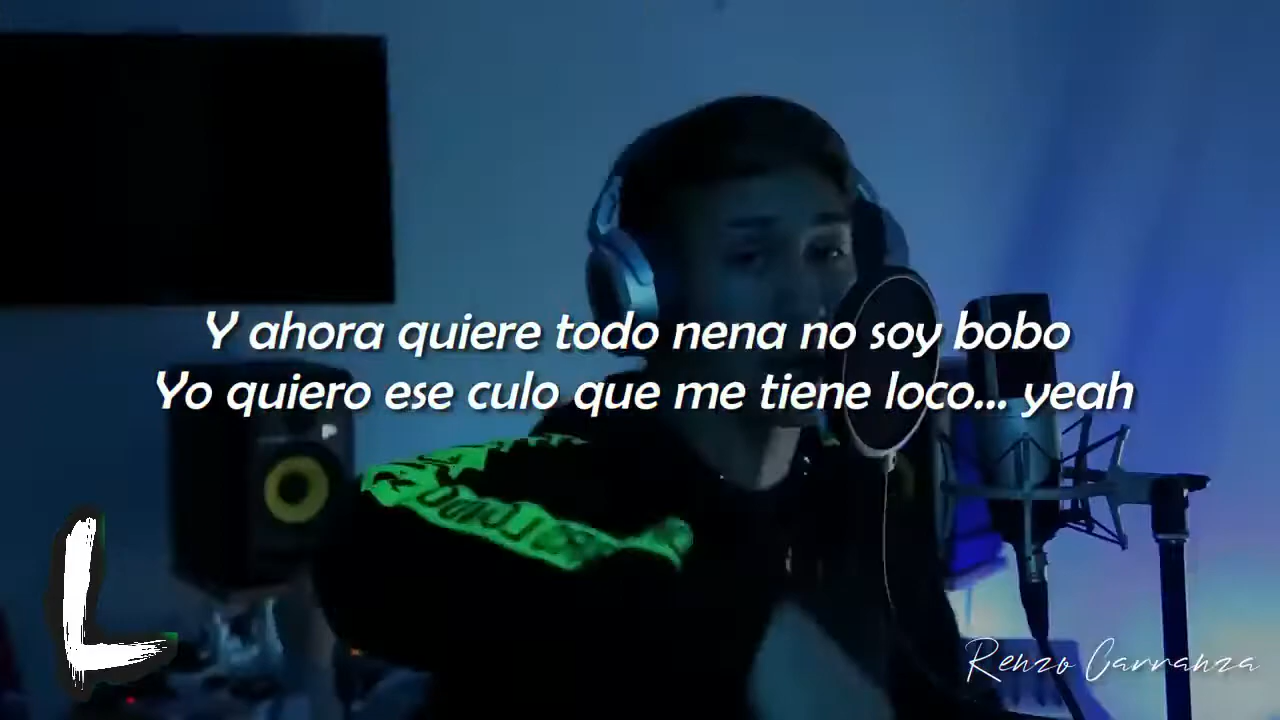 Y ahora quiere todo nena no soy bobo
Yo quiero ese culo que me tiene loco... yeah
L
Renzo Carranza